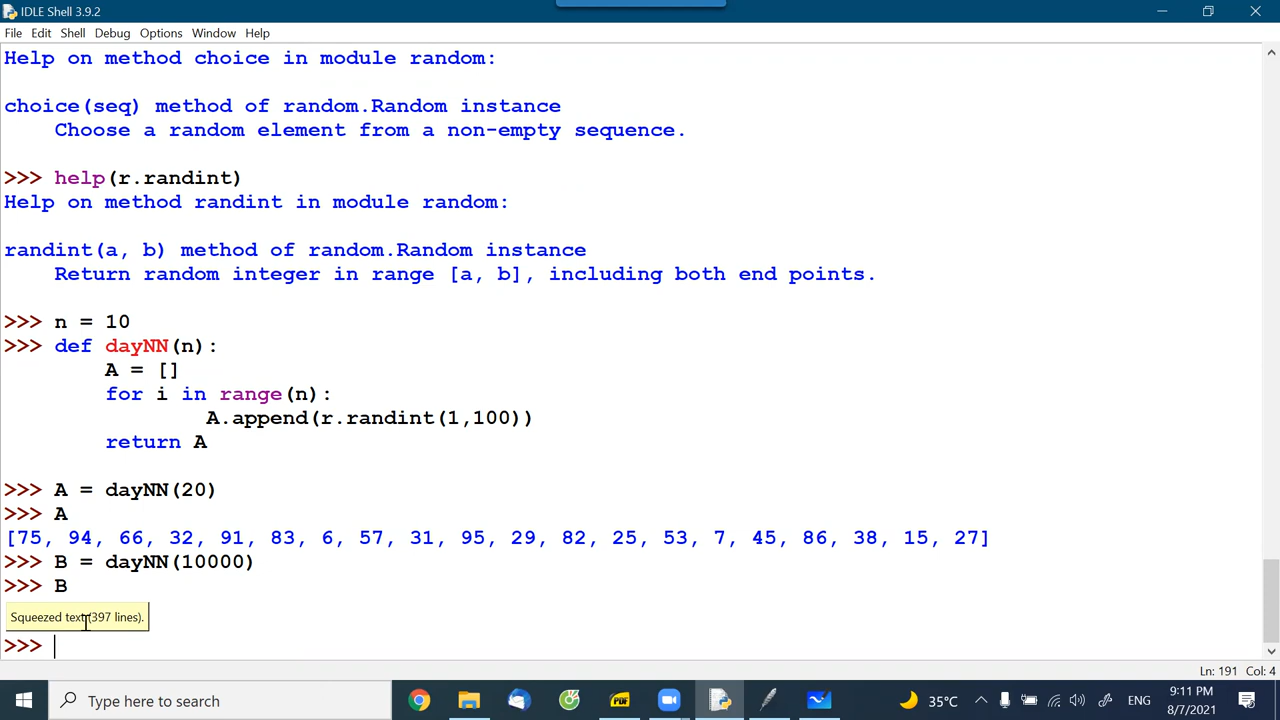 IDLE Shell 3.9.2
File Edit Shell Debug Options Window Help
Help on method choice in module random:
choice(seq) method of random.Random instance
    Choose a random element from a non-empty sequence.
>>> help(r.randint)
Help on method randint in module random:
randint(a, b) method of random.Random instance
    Return random integer in range [a, b], including both end points.
>>> n = 10
>>> def dayNN(n):
        A = []
        for i in range(n):
                A.append(r.randint(1,100))
        return A
>>> A = dayNN(20)
>>> A
[75, 94, 66, 32, 91, 83, 6, 57, 31, 95, 29, 82, 25, 53, 7, 45, 86, 38, 15, 27]
>>> B = dayNN(10000)
>>> B
Squeezed text (397 lines).
>>>
Ln: 191 Col: 4
Type here to search
PDF
35°C
ENG
9:11 PM
8/7/2021